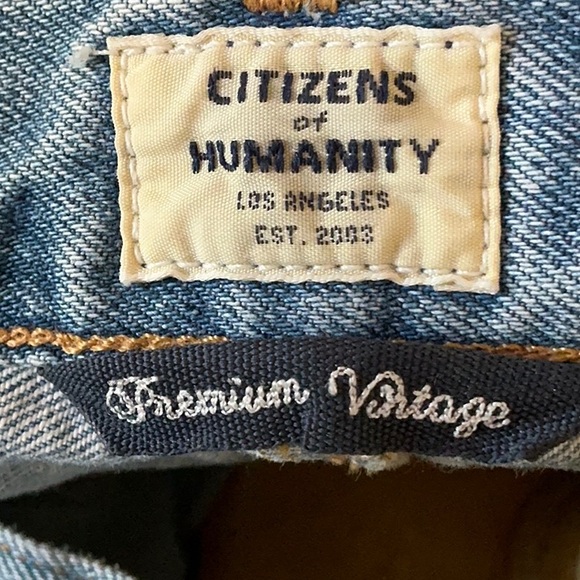 CITIZENS
of
HUMANITY
LOS ANGELES
EST. 2003
Premium Vintage